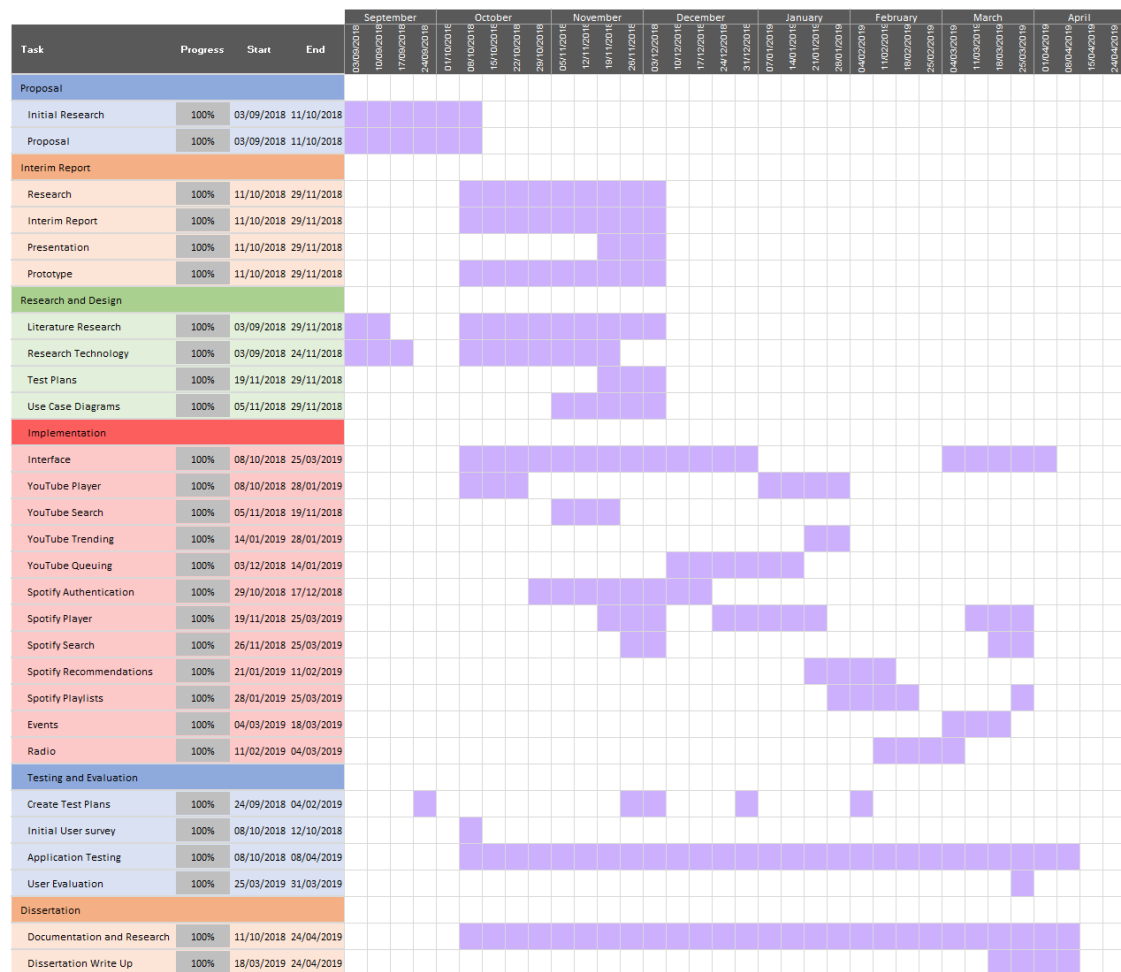 September October November December January February March April
Task Progress Start End 03/09/2018 10/09/2018 17/09/2018 24/09/2018 01/10/2018 08/10/2018 15/10/2018 22/10/2018 29/10/2018 05/11/2018 12/11/2018 19/11/2018 26/11/2018 03/12/2018 10/12/2018 17/12/2018 24/12/2018 31/12/2018 07/01/2019 14/01/2019 21/01/2019 28/01/2019 04/02/2019 11/02/2019 18/02/2019 25/02/2019 04/03/2019 11/03/2019 18/03/2019 25/03/2019 01/04/2019 08/04/2019 15/04/2019 24/04/2019
Proposal
Initial Research 100% 03/09/2018 11/10/2018
Proposal 100% 03/09/2018 11/10/2018
Interim Report
Research 100% 11/10/2018 29/11/2018
Interim Report 100% 11/10/2018 29/11/2018
Presentation 100% 11/10/2018 29/11/2018
Prototype 100% 11/10/2018 29/11/2018
Research and Design
Literature Research 100% 03/09/2018 29/11/2018
Research Technology 100% 03/09/2018 24/11/2018
Test Plans 100% 19/11/2018 29/11/2018
Use Case Diagrams 100% 05/11/2018 29/11/2018
Implementation
Interface 100% 08/10/2018 25/03/2019
YouTube Player 100% 08/10/2018 28/01/2019
YouTube Search 100% 05/11/2018 19/11/2018
YouTube Trending 100% 14/01/2019 28/01/2019
YouTube Queuing 100% 03/12/2018 14/01/2019
Spotify Authentication 100% 29/10/2018 17/12/2018
Spotify Player 100% 19/11/2018 25/03/2019
Spotify Search 100% 26/11/2018 25/03/2019
Spotify Recommendations 100% 21/01/2019 11/02/2019
Spotify Playlists 100% 28/01/2019 25/03/2019
Events 100% 04/03/2019 18/03/2019
Radio 100% 11/02/2019 04/03/2019
Testing and Evaluation
Create Test Plans 100% 24/09/2018 04/02/2019
Initial User survey 100% 08/10/2018 12/10/2018
Application Testing 100% 08/10/2018 08/04/2019
User Evaluation 100% 25/03/2019 31/03/2019
Dissertation
Documentation and Research 100% 11/10/2018 24/04/2019
Dissertation Write Up 100% 18/03/2019 24/04/2019